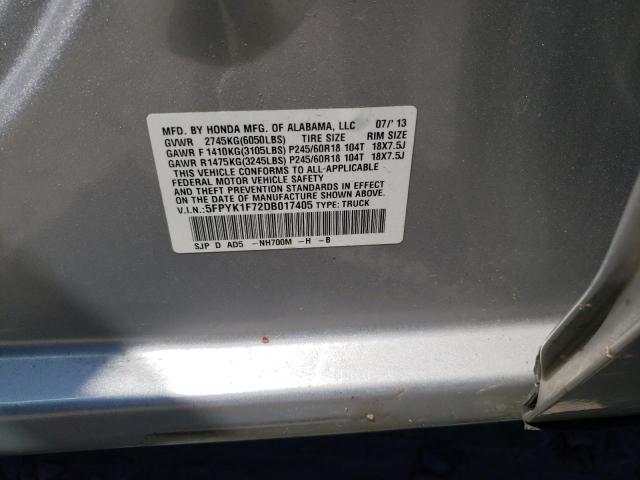 MFD. BY HONDA MFG. OF ALABAMA, LLC 07/'13
GVWR 2745KG(6050LBS) TIRE SIZE RIM SIZE
GAWR F 1410KG(3105LBS) P245/60R18 104T 18X7.5J
GAWR R1475KG(3245LBS) P245/60R18 104T 18X7.5J
THIS VEHICLE CONFORMS TO ALL APPLICABLE
FEDERAL MOTOR VEHICLE SAFETY
AND THEFT PREVENTION STANDARDS IN EFFECT
ON THE DATE OF MANUFACTURE SHOWN ABOVE.
V.I.N.: 5FPYK1F72DB017405 TYPE: TRUCK
SJP D AD5 -NH700M -H -B